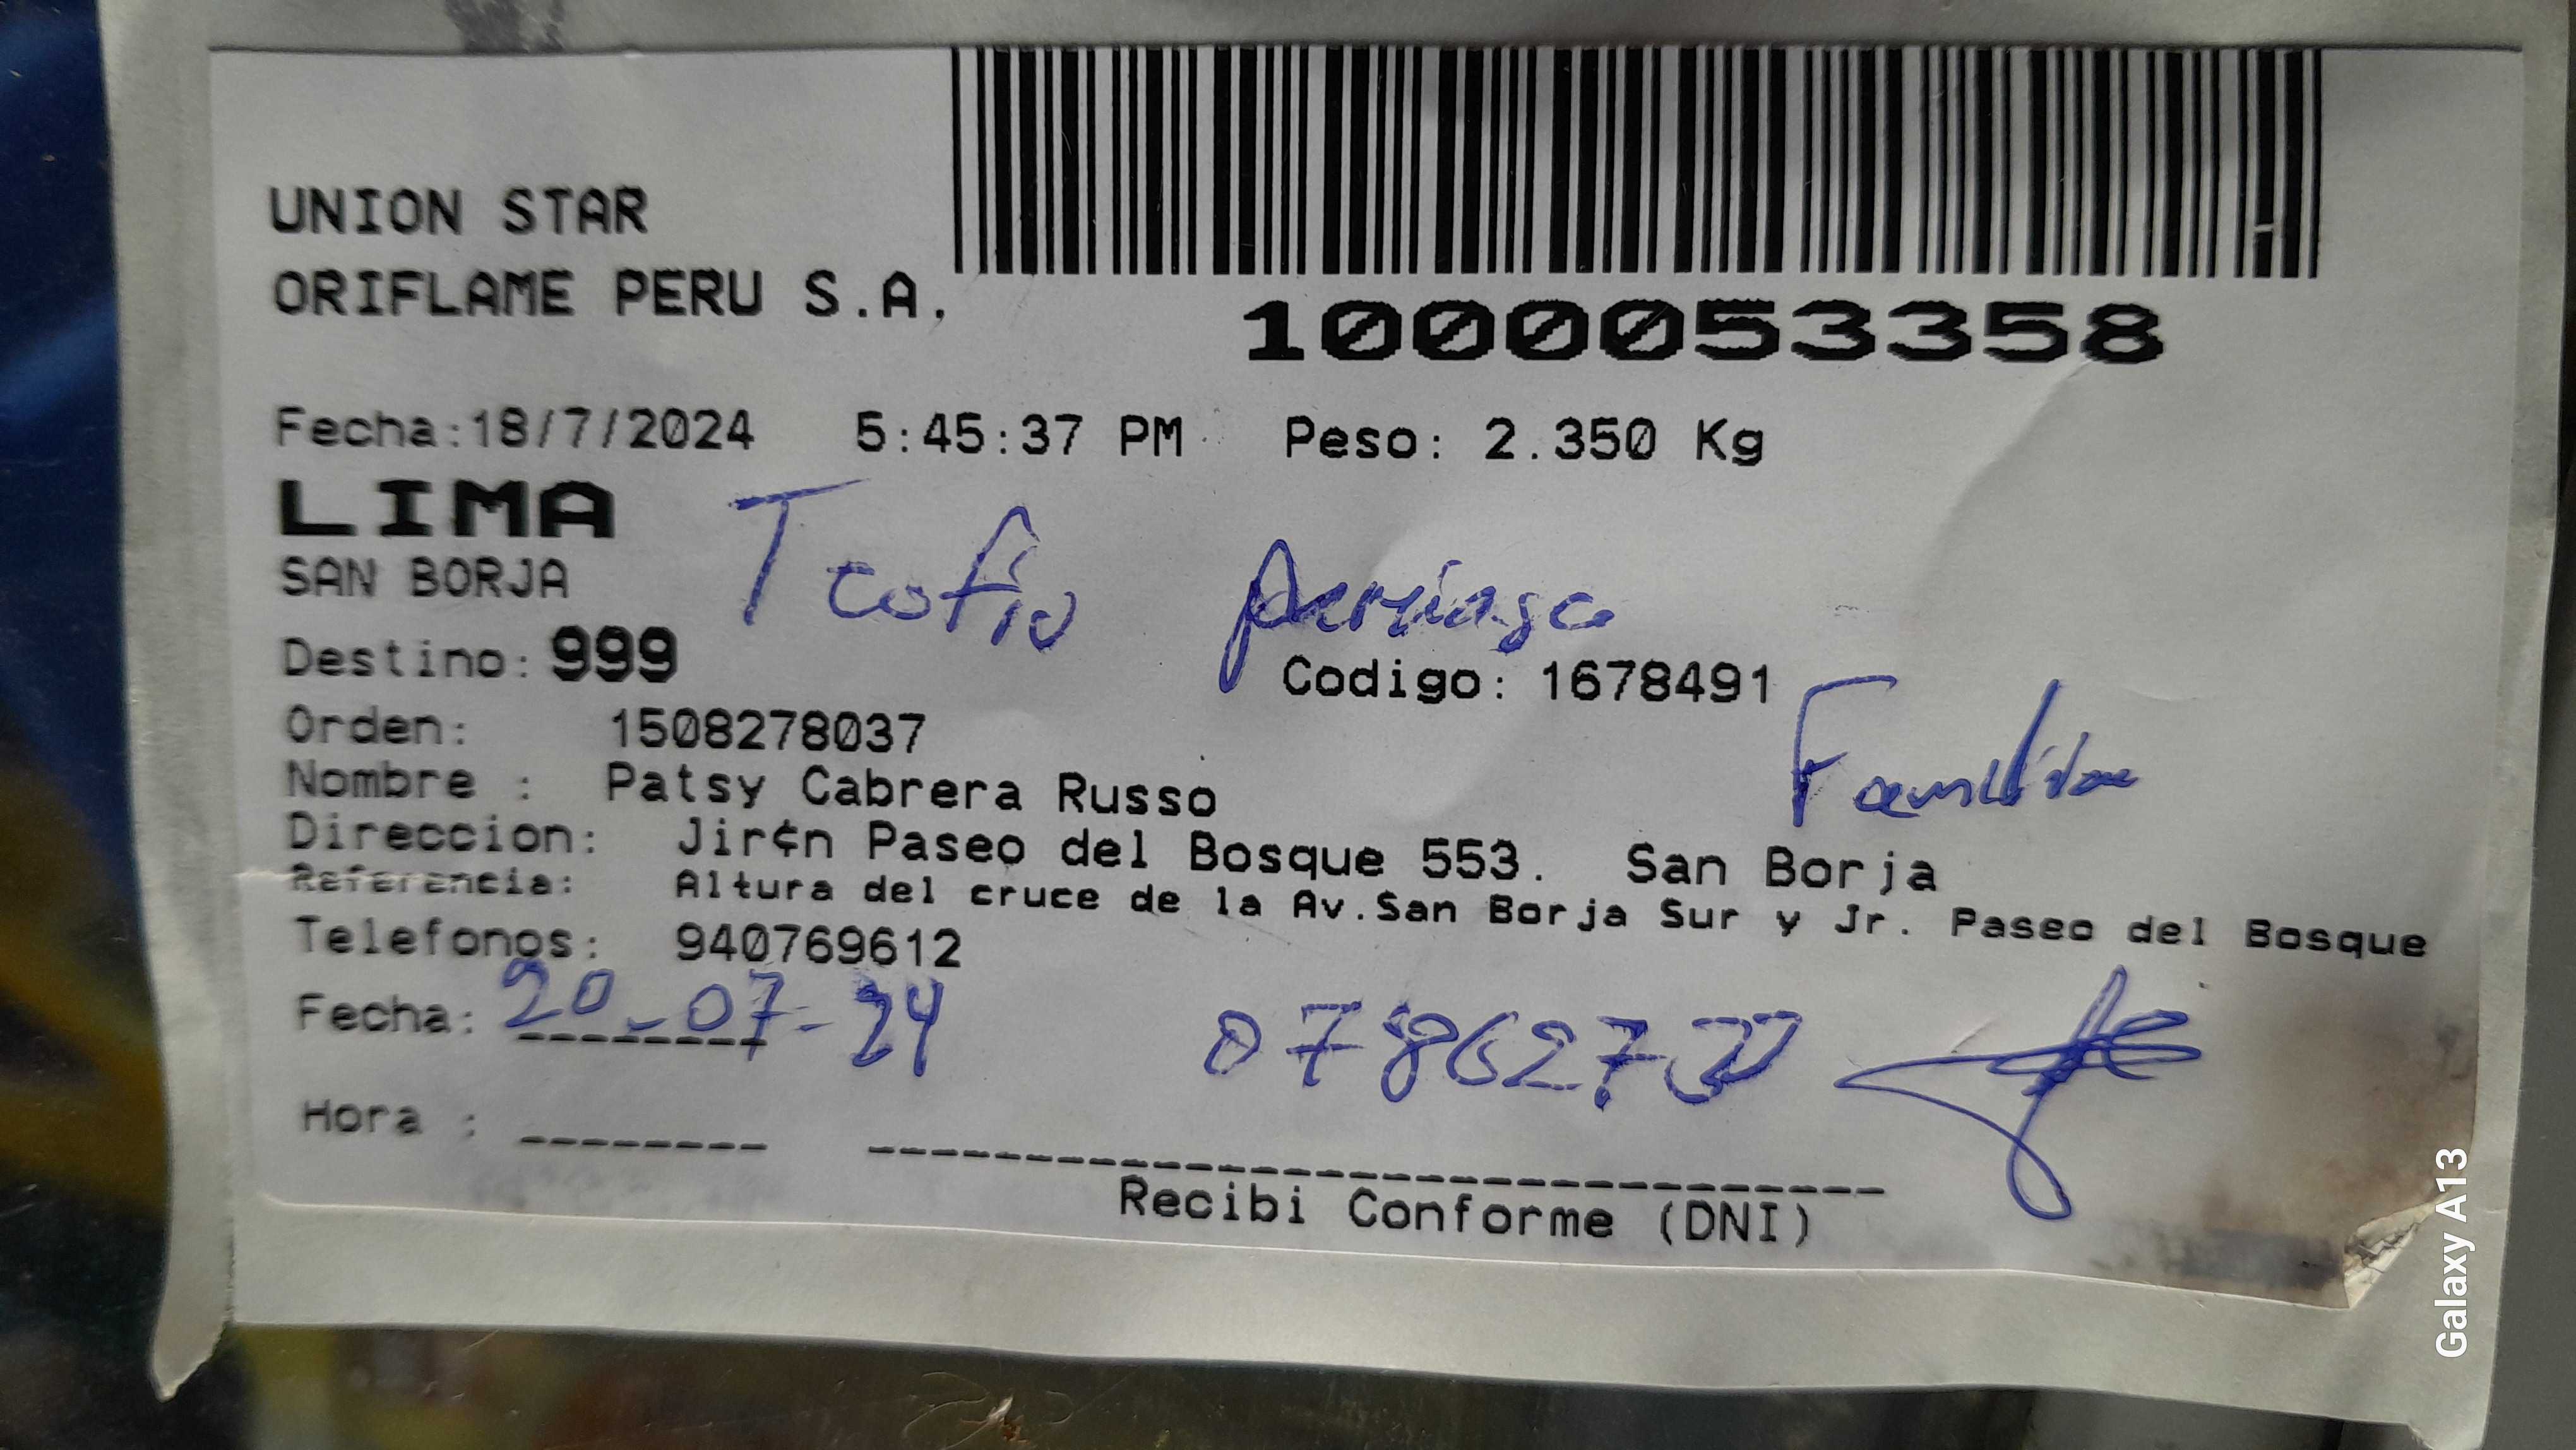 UNION STAR
ORIFLAME PERU S.A.
1000053358
Fecha:18/7/2024 5:45:37 PM Peso: 2.350 Kg
LIMA
SAN BORJA
Destino: 999 Codigo: 1678491
Orden: 1508278037
Familia
Nombre : Patsy Cabrera Russo
Direccion: Jir¢n Paseo del Bosque 553. San Borja
Referencia: Altura del cruce de la Av.San Borja Sur y Jr. Paseo del Bosque
Telefonos: 940769612
Fecha: 20-07-24
Hora :
Recibi Conforme (DNI)
Galaxy A13